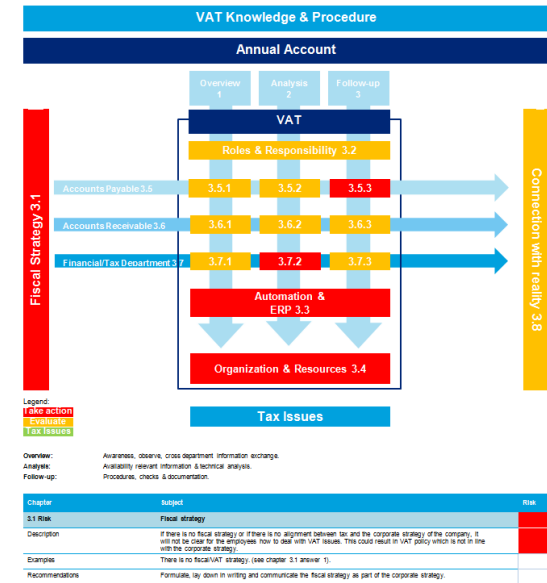 VAT Knowledge & Procedure
Annual Account
Overview
1
Analysis
2
Follow-up
3
VAT
Roles & Responsibility 3.2
Fiscal Strategy 3.1
Connection with reality 3.8
Accounts Payable 3.5
3.5.1
3.5.2
3.5.3
Accounts Receivable 3.6
3.6.1
3.6.2
3.6.3
Financial/Tax Department 3.7
3.7.1
3.7.2
3.7.3
Automation &
ERP 3.3
Organization & Resources 3.4
Legend:
Take action
Evaluate
Tax Issues
Tax Issues
Overview: Awareness, observe, cross department information exchange.
Analysis: Availability relevant information & technical analysis.
Follow-up: Procedures, checks & documentation.
Chapter Subject Risk
3.1 Risk Fiscal strategy
Description If there is no fiscal strategy or if there is no alignment between tax and the corporate strategy of the company, it
will not be clear for the employees how to deal with VAT issues. This could result in VAT policy which is not in line
with the corporate strategy.
Examples There is no fiscal/VAT strategy. (see chapter 3.1 answer 1).
Recommendations Formulate, lay down in writing and communicate the fiscal strategy as part of the corporate strategy.